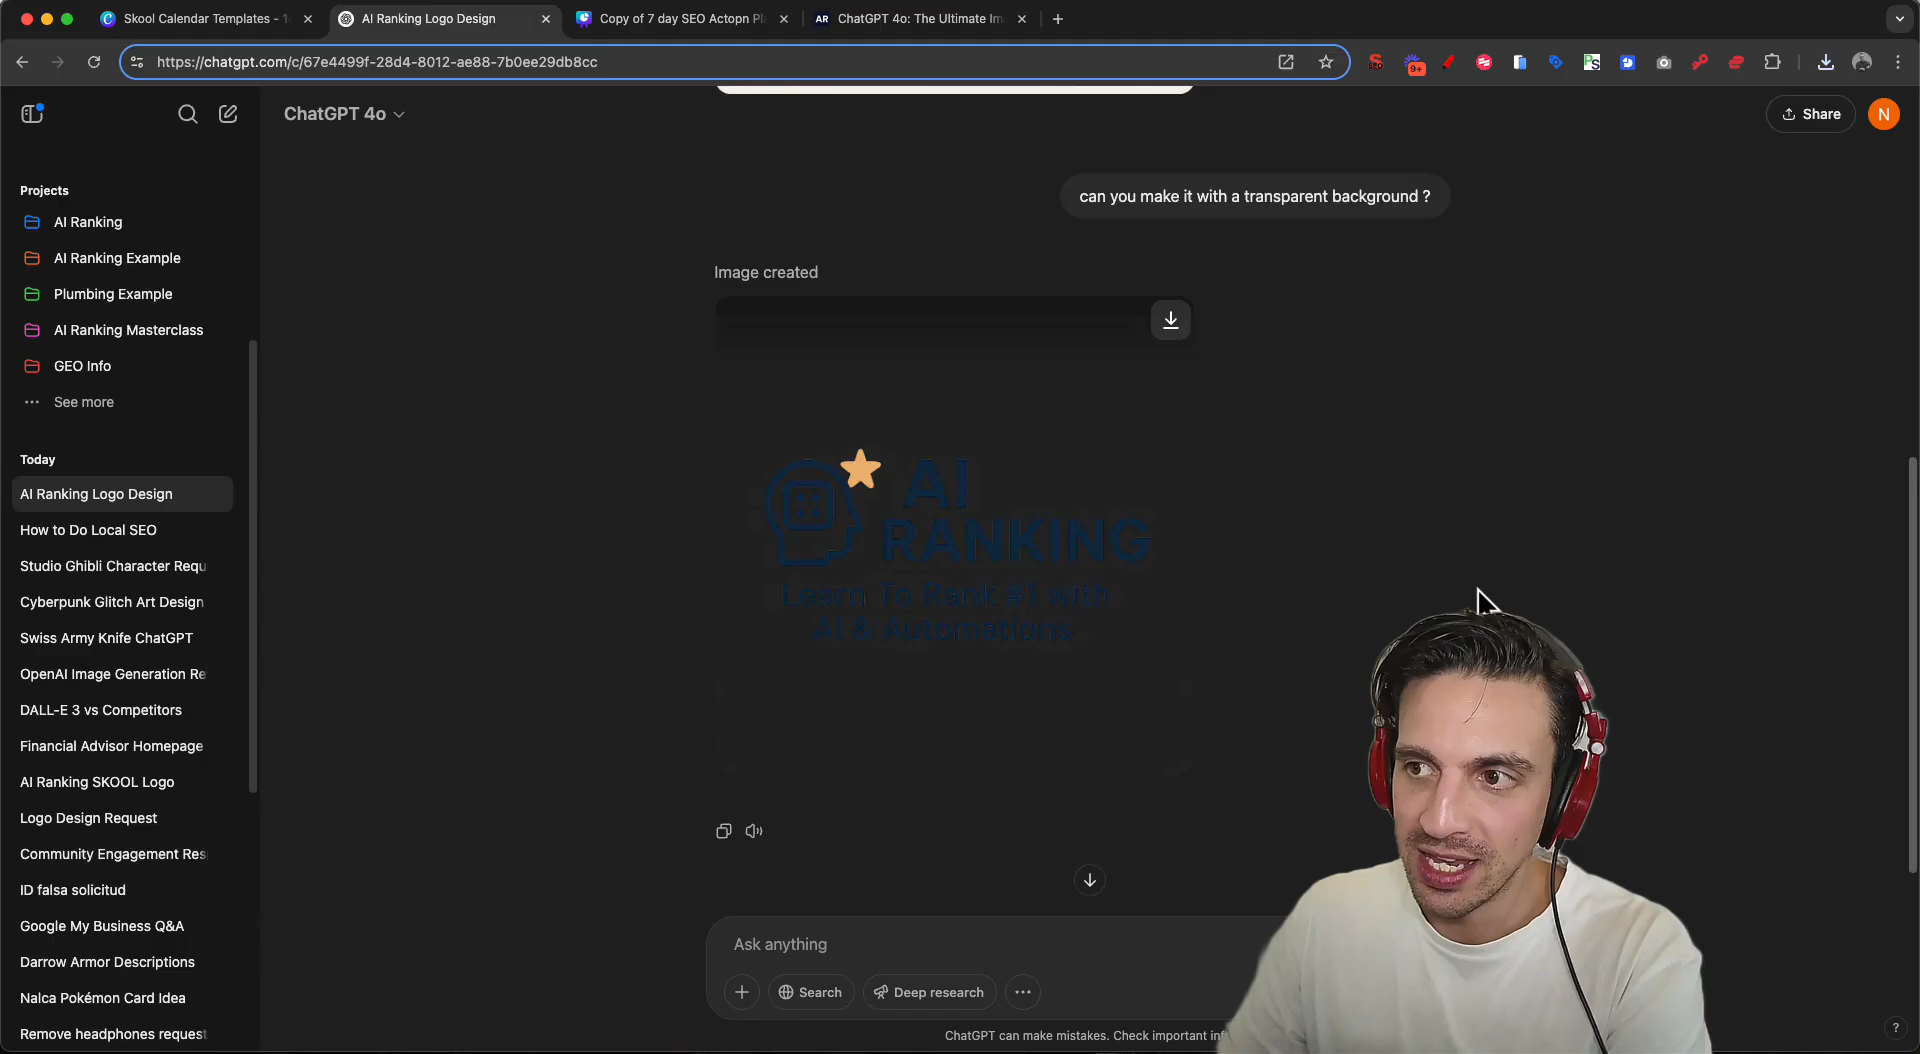 Skool Calendar Templates - 1
AI Ranking Logo Design
Copy of 7 day SEO Actopn Pl
AR
ChatGPT 4o: The Ultimate Im
https://chatgpt.com/c/67e4499f-28d4-8012-ae88-7b0ee29db8cc
SEO
9+
ChatGPT 4o
Share
N
can you make it with a transparent background ?
Projects
AI Ranking
AI Ranking Example
Plumbing Example
AI Ranking Masterclass
GEO Info
See more
Today
AI Ranking Logo Design
How to Do Local SEO
Studio Ghibli Character Requ
Cyberpunk Glitch Art Design
Swiss Army Knife ChatGPT
OpenAI Image Generation Re
DALL-E 3 vs Competitors
Financial Advisor Homepage
AI Ranking SKOOL Logo
Logo Design Request
Community Engagement Res
ID falsa solicitud
Google My Business Q&A
Darrow Armor Descriptions
Nalca Pokémon Card Idea
Remove headphones request
Image created
AI
RANKING
Learn To Rank #1 with
AI & Automations
Ask anything
Search
Deep research
ChatGPT can make mistakes. Check important inf
?